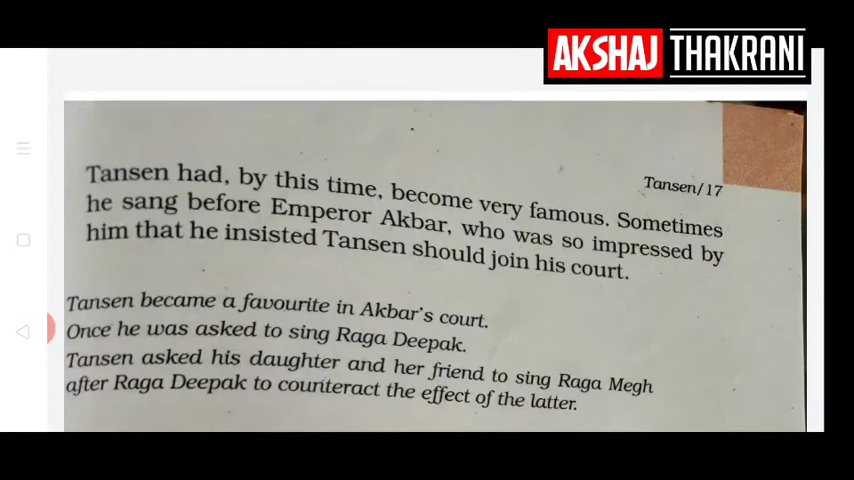 AKSHAJ THAKRANI
Tansen/17
Tansen had, by this time, become very famous. Sometimes
he sang before Emperor Akbar, who was so impressed by
him that he insisted Tansen should join his court.
Tansen became a favourite in Akbar's court.
Once he was asked to sing Raga Deepak.
Tansen asked his daughter and her friend to sing Raga Megh
after Raga Deepak to counteract the effect of the latter.